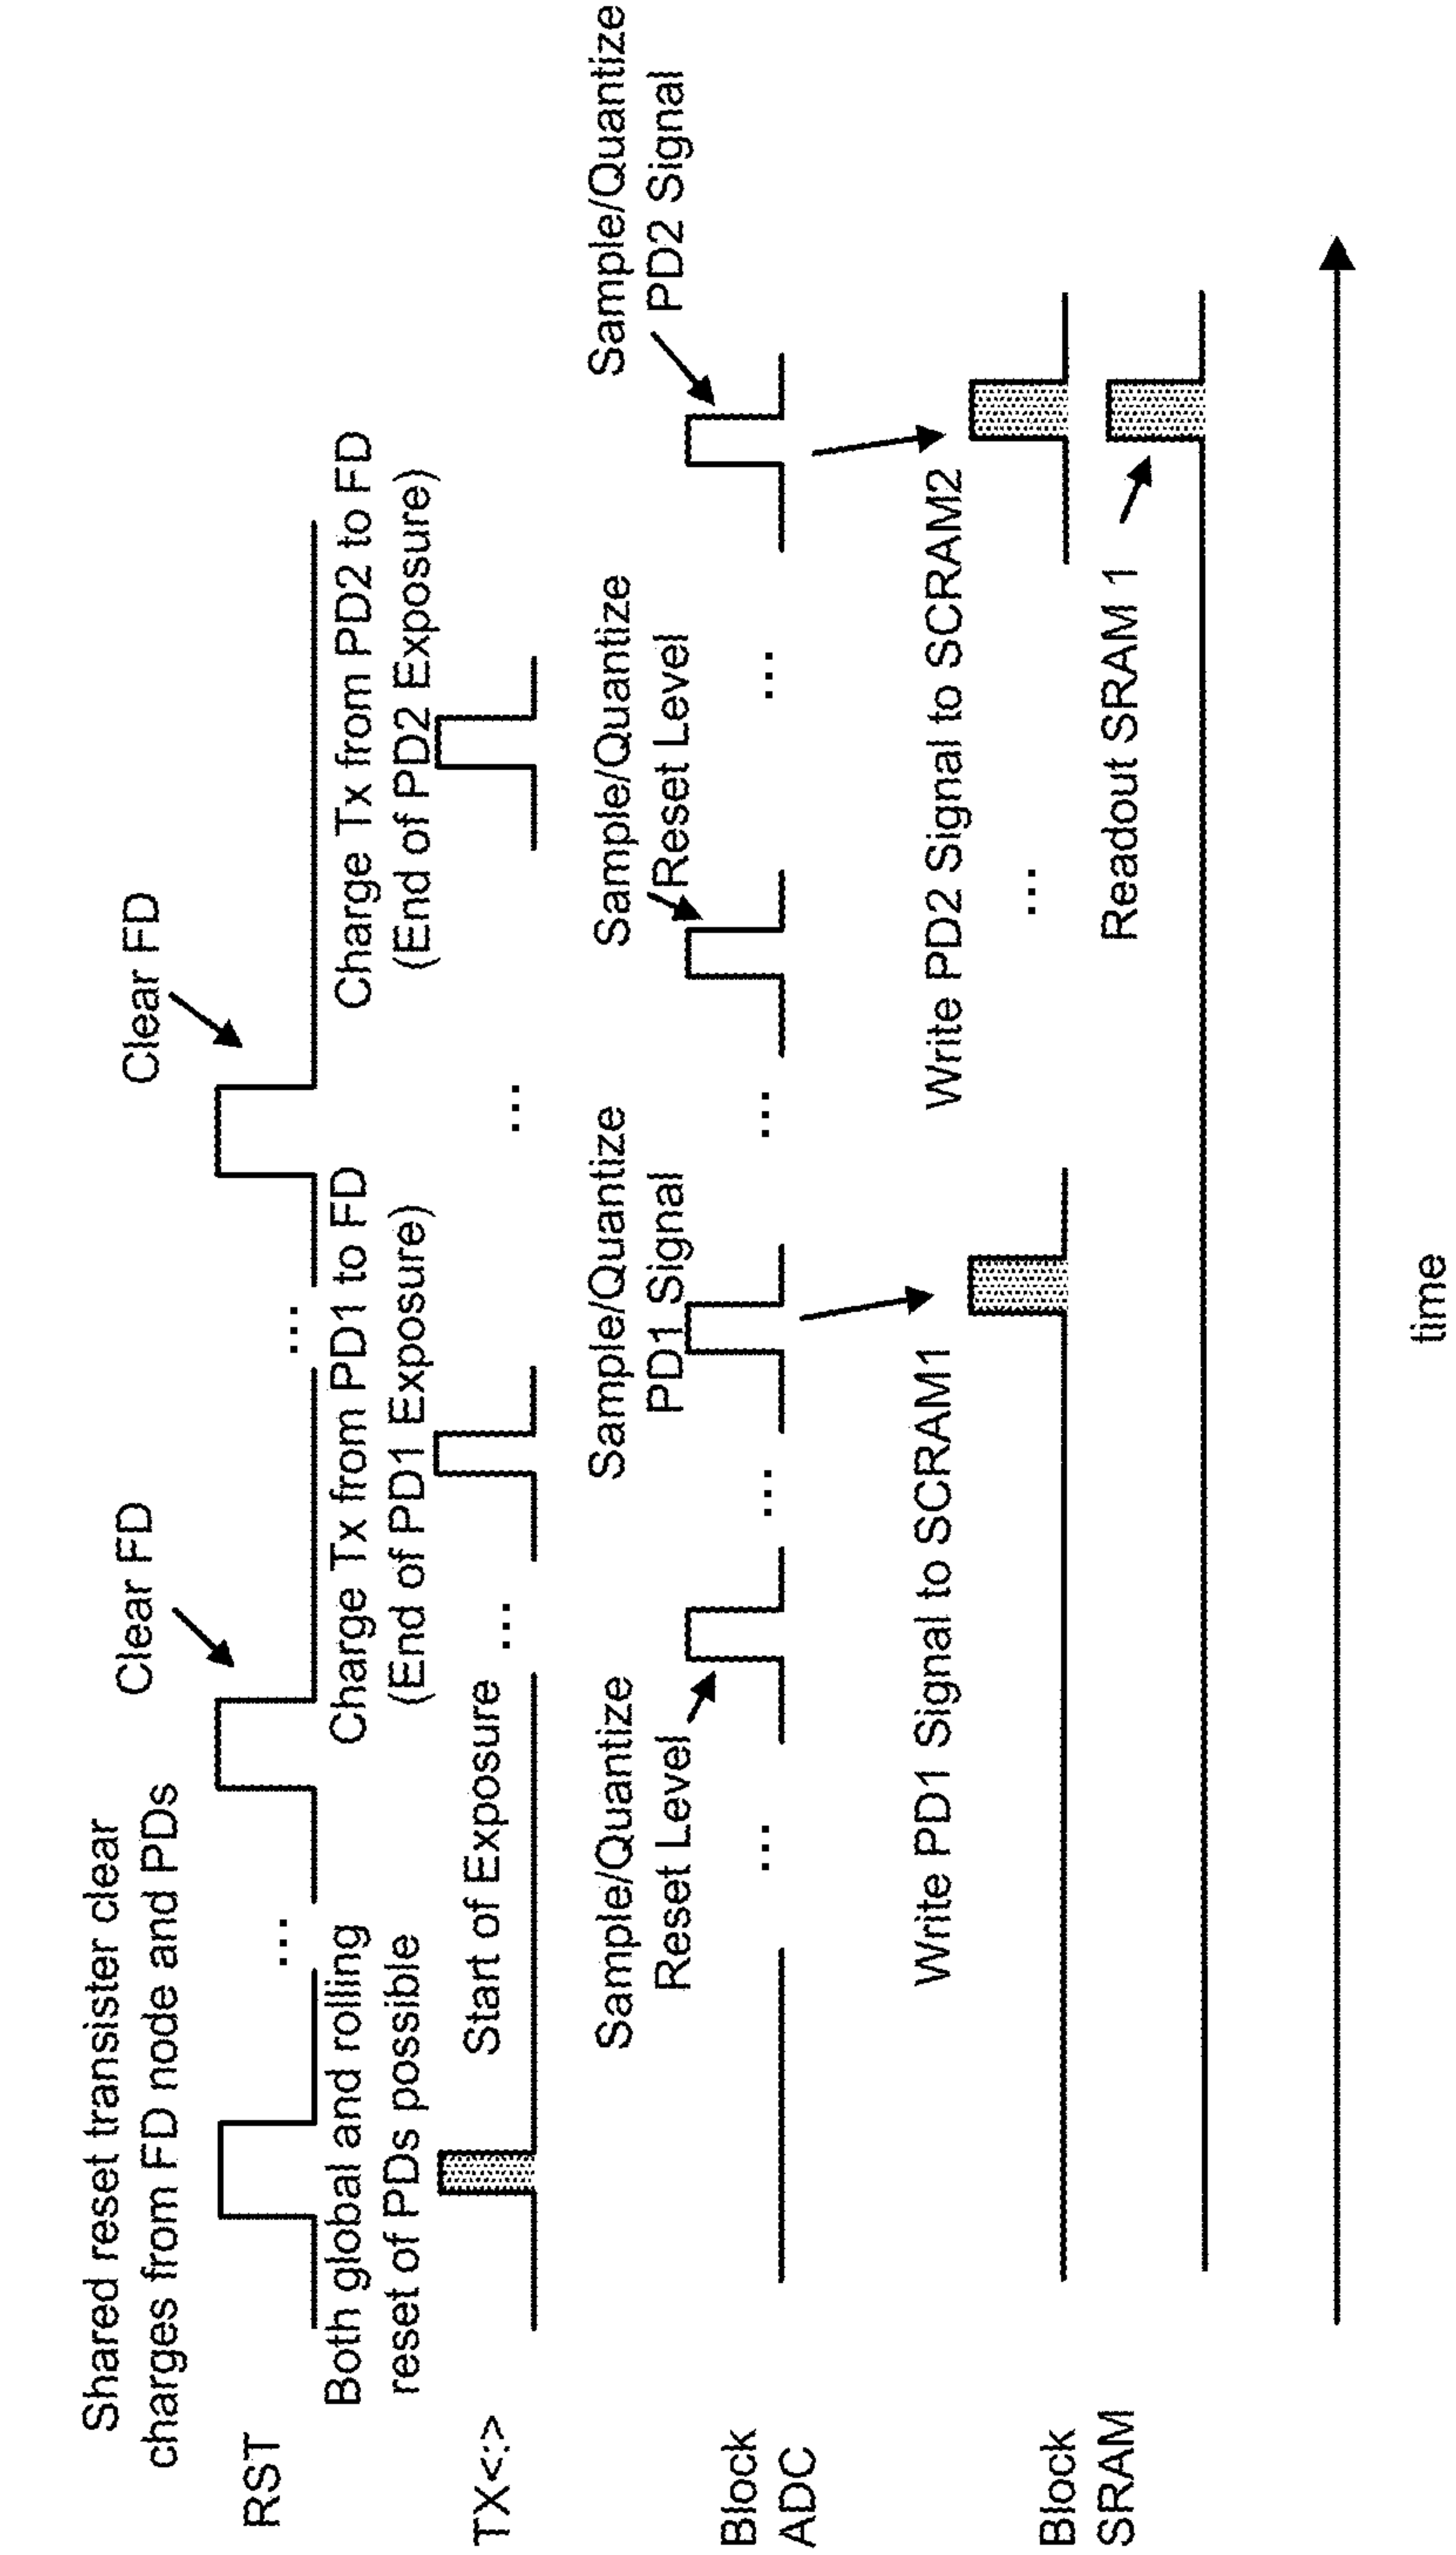 Shared reset transister clear
charges from FD node and PDs
Clear FD
Clear FD
RST
...
...
Both global and rolling
reset of PDs possible
Charge Tx from PD1 to FD
(End of PD1 Exposure)
Charge Tx from PD2 to FD
(End of PD2 Exposure)
TX<:>
Start of Exposure
...
...
Sample/Quantize
Reset Level
Sample/Quantize
PD1 Signal
Sample/Quantize
Reset Level
Sample/Quantize
PD2 Signal
Block
ADC
...
...
...
...
Write PD1 Signal to SCRAM1
Write PD2 Signal to SCRAM2
Block
SRAM
...
Readout SRAM 1
time